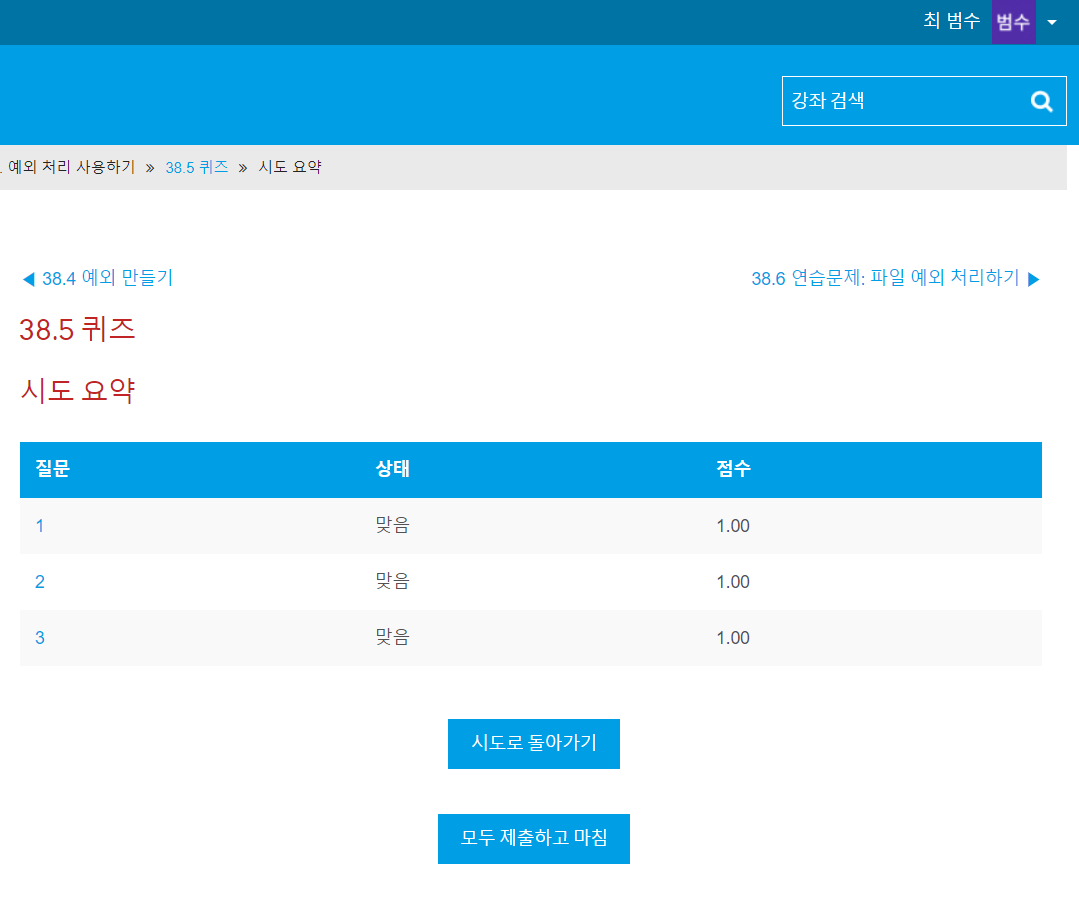 최 범수 범수
강좌 검색
. 예외 처리 사용하기 » 38.5 퀴즈 » 시도 요약
◀ 38.4 예외 만들기
38.6 연습문제: 파일 예외 처리하기 ▶
38.5 퀴즈
시도 요약
질문 상태 점수
1 맞음 1.00
2 맞음 1.00
3 맞음 1.00
시도로 돌아가기
모두 제출하고 마침